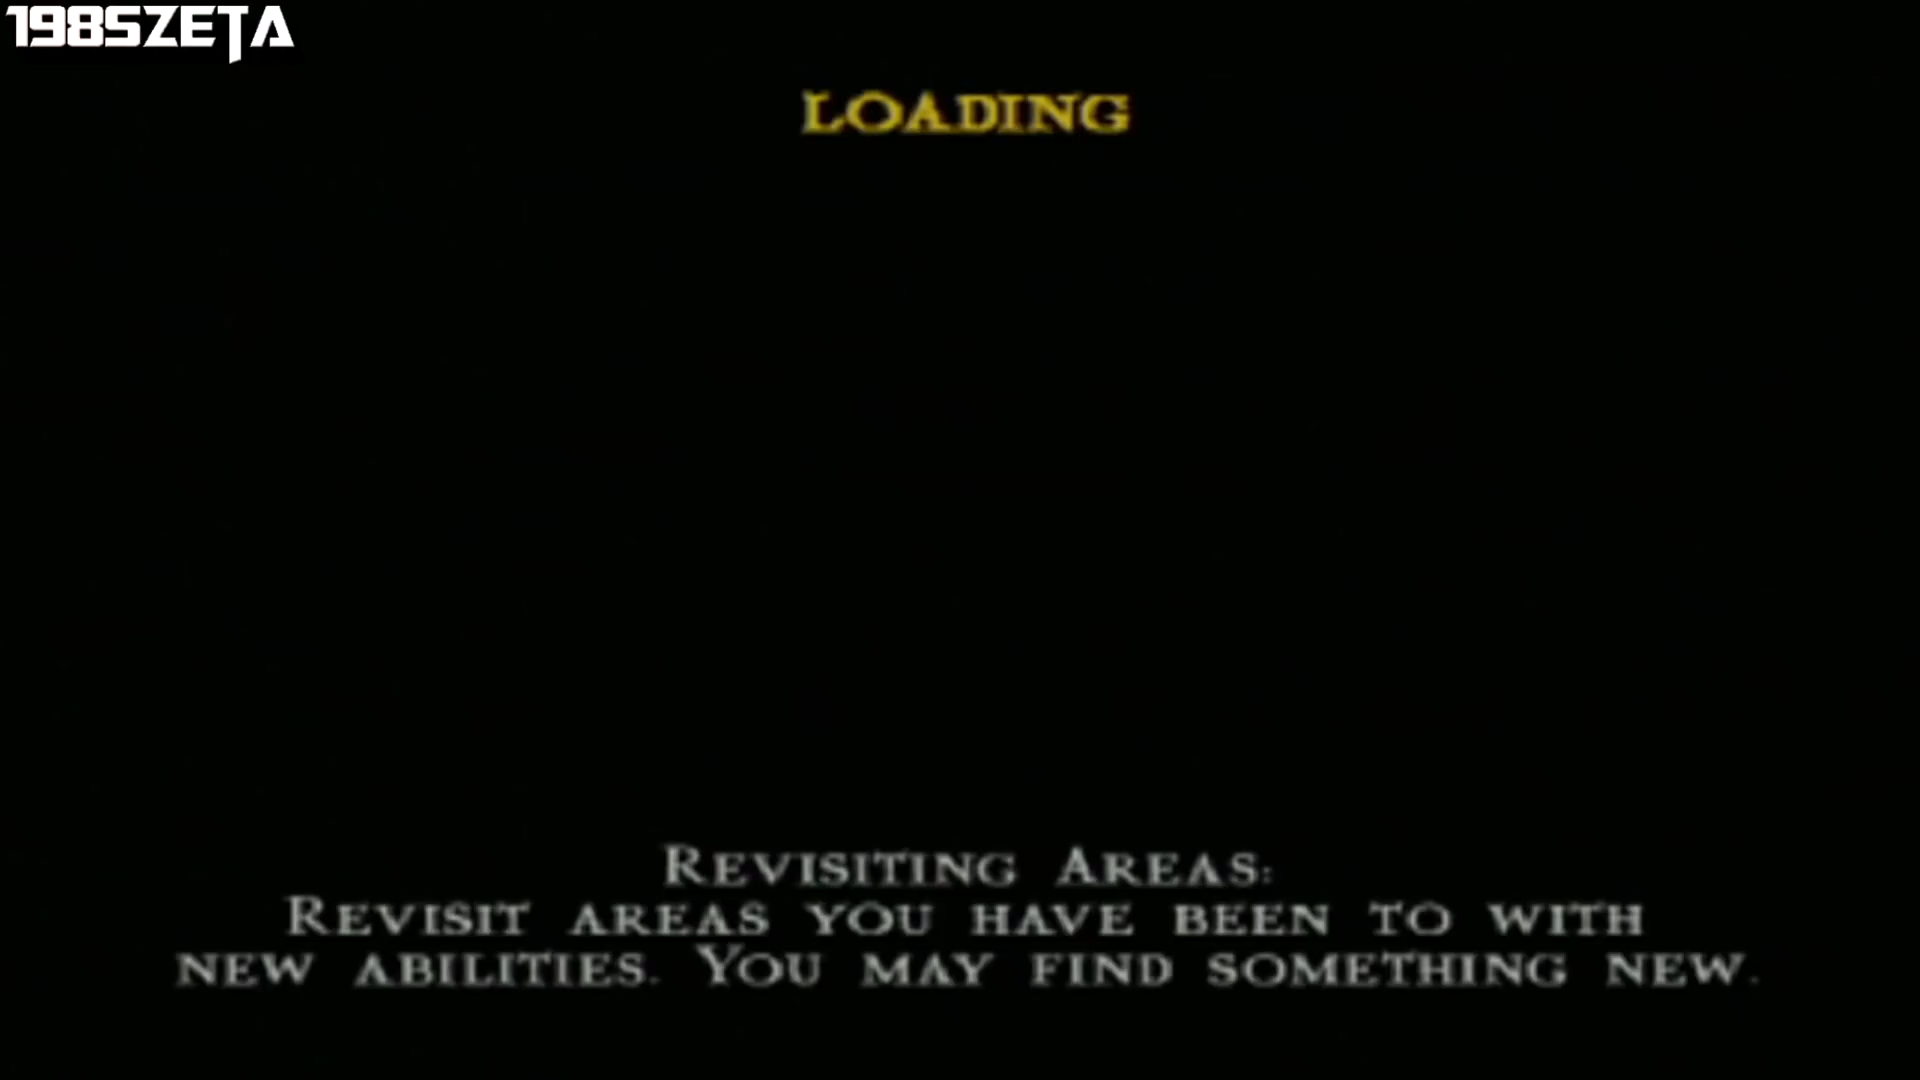 1985ZETA
LOADING
REVISITING AREAS:
REVISIT AREAS YOU HAVE BEEN TO WITH
NEW ABILITIES. YOU MAY FIND SOMETHING NEW.